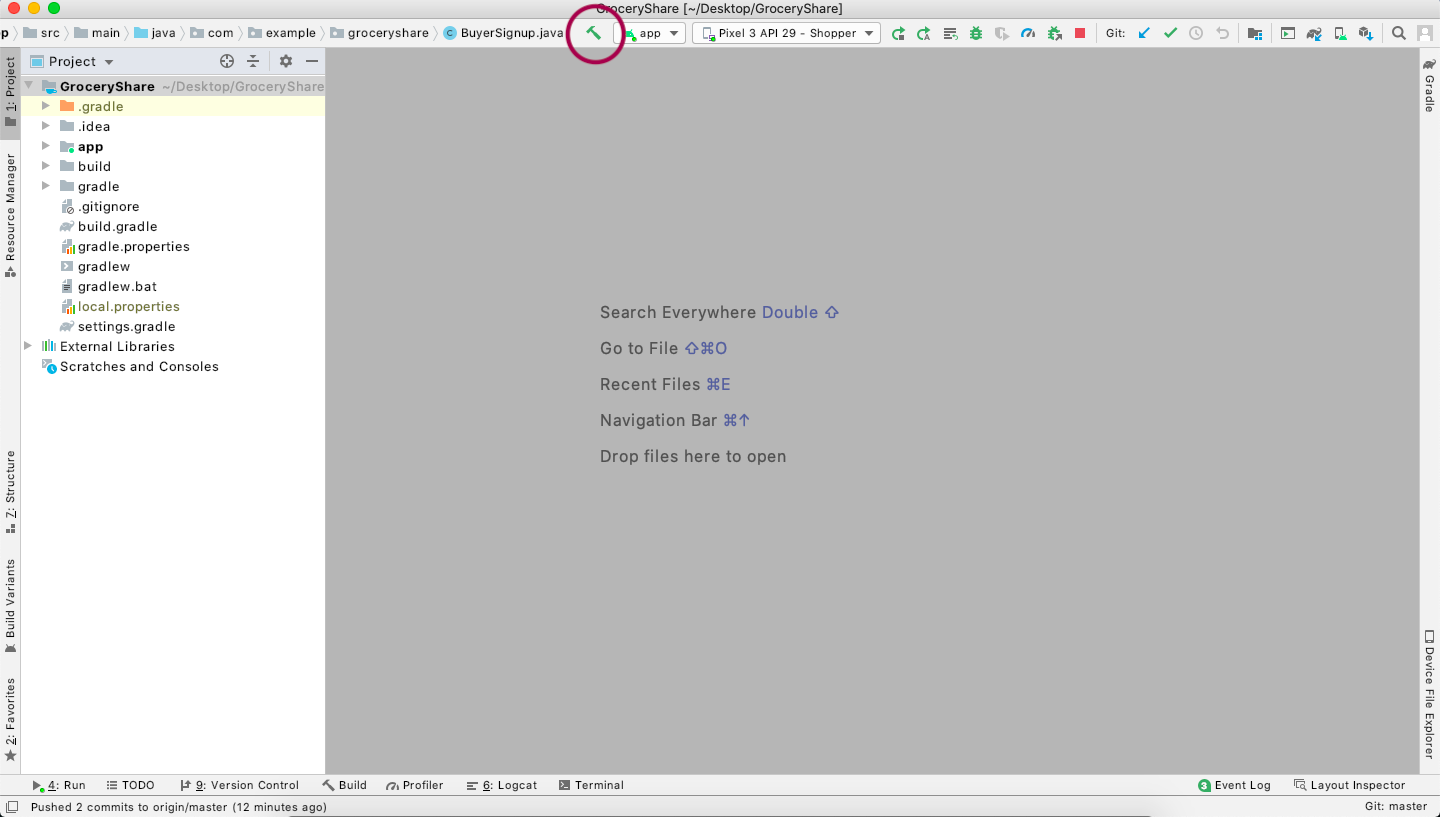 GroceryShare [~/Desktop/GroceryShare]
p src main java com example groceryshare BuyerSignup.java app Pixel 3 API 29 - Shopper Git:
Project
GroceryShare ~/Desktop/GroceryShare
.gradle
.idea
app
build
gradle
.gitignore
build.gradle
gradle.properties
gradlew
gradlew.bat
local.properties
settings.gradle
External Libraries
Scratches and Consoles
1: Project
Resource Manager
7: Structure
Build Variants
2: Favorites
Search Everywhere Double ⇧
Go to File ⇧⌘O
Recent Files ⌘E
Navigation Bar ⌘↑
Drop files here to open
Gradle
Device File Explorer
4: Run TODO 9: Version Control Build Profiler 6: Logcat Terminal 3 Event Log Layout Inspector
Pushed 2 commits to origin/master (12 minutes ago) Git: master